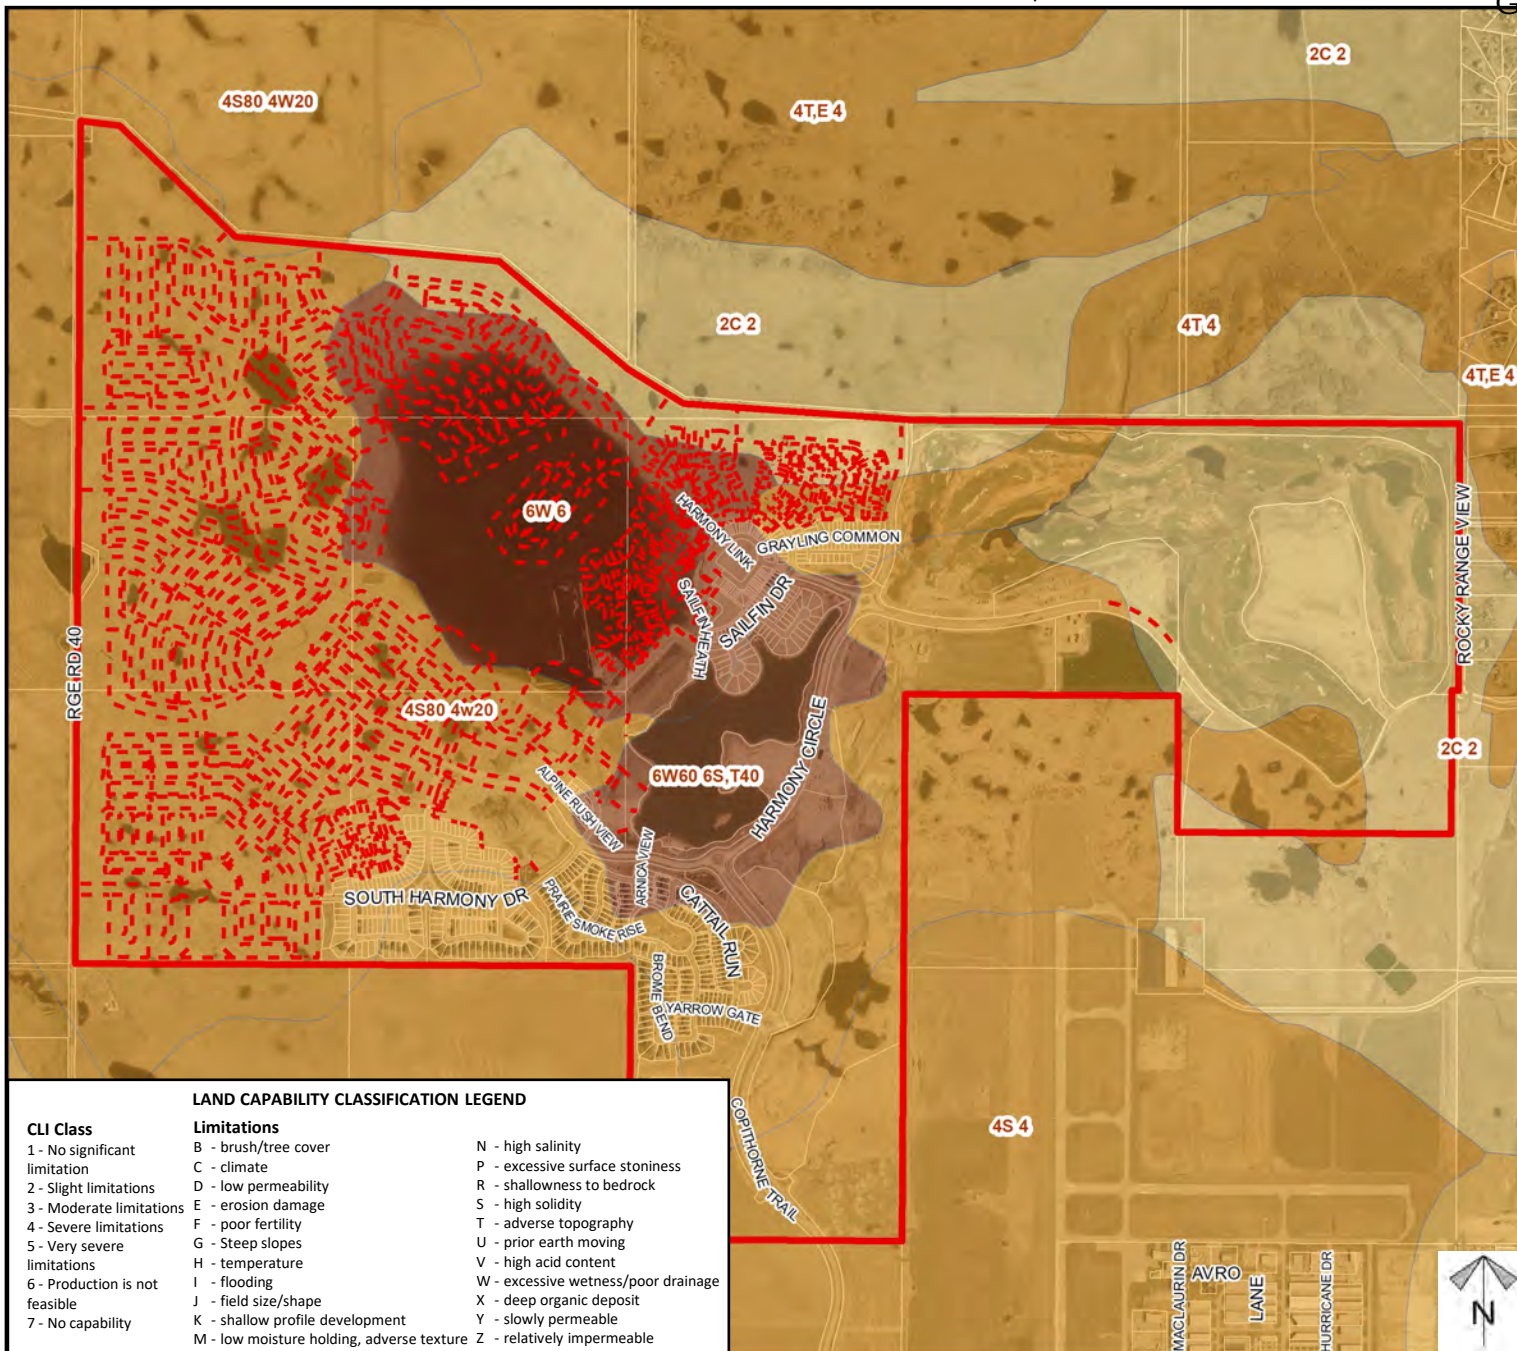 G
2C 2
4S80 4W20
4T,E 4
2C 2
4T 4
4T,E 4
6W 6
HARMONY LINK
GRAYLING COMMON
SAILFIN DR
SAILFIN HEATH
ROCKY RANGE VIEW
RGE RD 40
4S80 4w20
HARMONY CIRCLE
2C 2
6W60 6S,T40
ALPINE RUSH VIEW
ARNICA VIEW
SOUTH HARMONY DR
PRAIRIE SMOKE RISE
CATTAIL RUN
BROME BEND
YARROW GATE
COPITHORNE TRAIL
4S 4
MACLAURIN DR
AVRO
LANE
HURRICANE DR
N
LAND CAPABILITY CLASSIFICATION LEGEND
CLI Class
1 - No significant
limitation
2 - Slight limitations
3 - Moderate limitations
4 - Severe limitations
5 - Very severe
limitations
6 - Production is not
feasible
7 - No capability
Limitations
B - brush/tree cover
C - climate
D - low permeability
E - erosion damage
F - poor fertility
G - Steep slopes
H - temperature
I - flooding
J - field size/shape
K - shallow profile development
M - low moisture holding, adverse texture
N - high salinity
P - excessive surface stoniness
R - shallowness to bedrock
S - high solidity
T - adverse topography
U - prior earth moving
V - high acid content
W - excessive wetness/poor drainage
X - deep organic deposit
Y - slowly permeable
Z - relatively impermeable